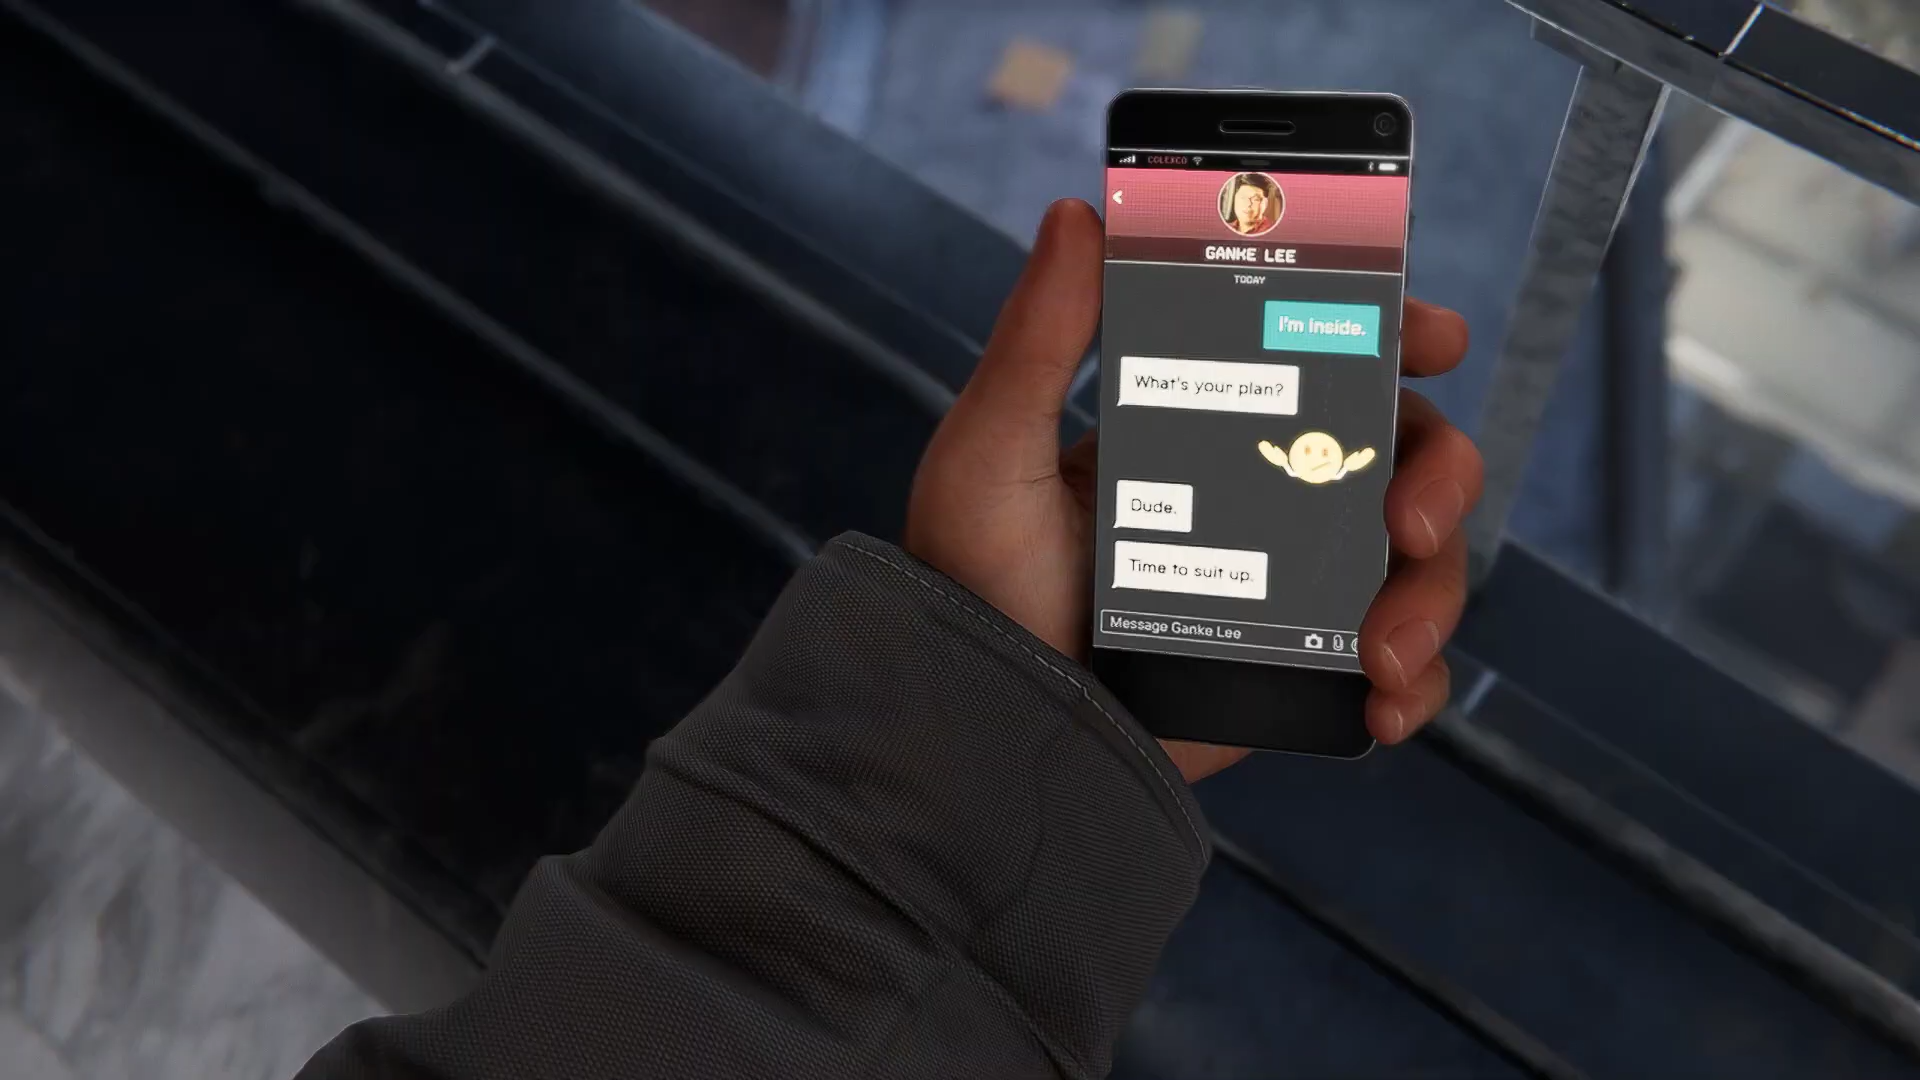 COLEXCO
GANKE LEE
TODAY
I'm inside.
What's your plan?
Dude.
Time to suit up.
Message Ganke Lee